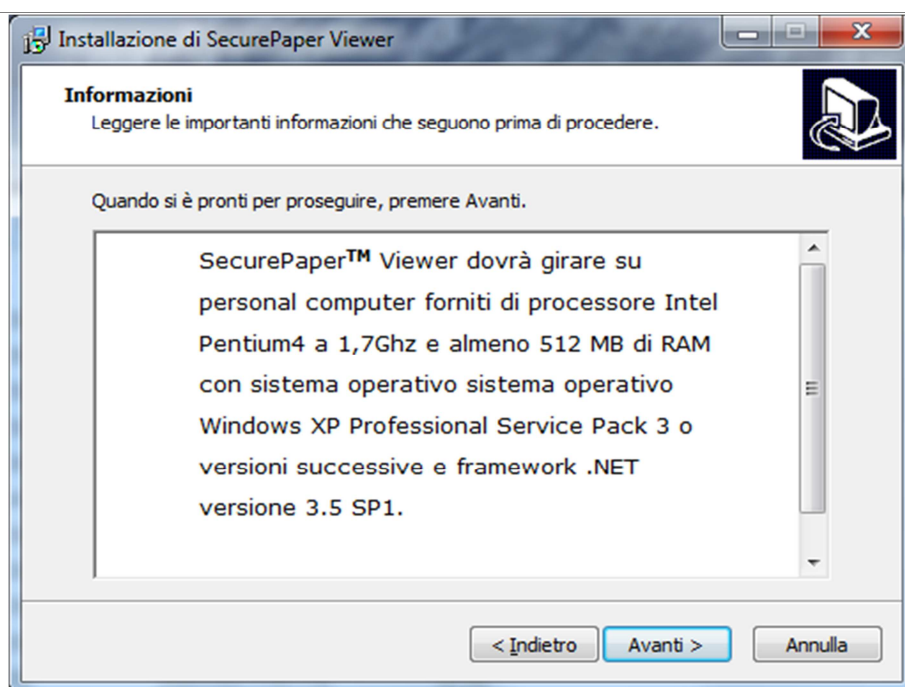 Installazione di SecurePaper Viewer
Informazioni
Leggere le importanti informazioni che seguono prima di procedere.
Quando si è pronti per proseguire, premere Avanti.
SecurePaper™ Viewer dovrà girare su
personal computer forniti di processore Intel
Pentium4 a 1,7Ghz e almeno 512 MB di RAM
con sistema operativo sistema operativo
Windows XP Professional Service Pack 3 o
versioni successive e framework .NET
versione 3.5 SP1.
< Indietro Avanti > Annulla